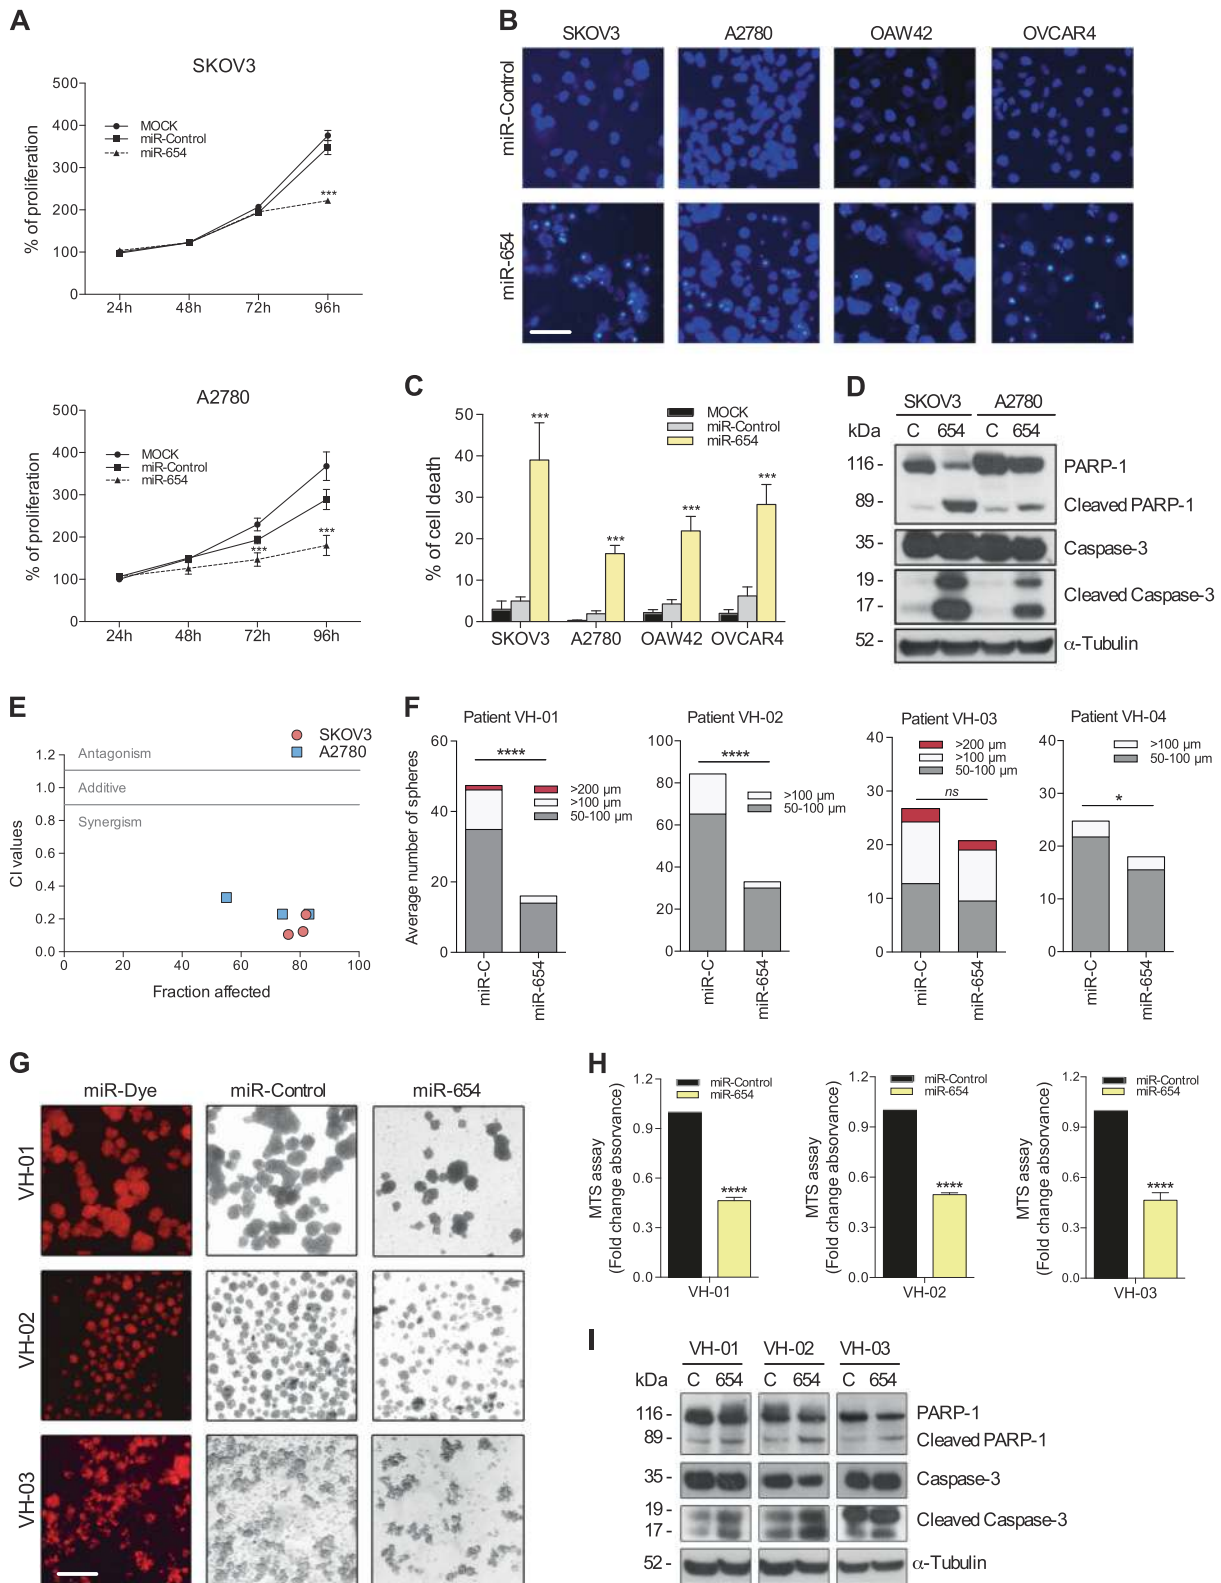 A
SKOV3
% of proliferation
500
400
300
200
100
0
MOCK
miR-Control
miR-654
***
24h 48h 72h 96h
A2780
% of proliferation
500
400
300
200
100
0
MOCK
miR-Control
miR-654
***
***
24h 48h 72h 96h
B
SKOV3 A2780 OAW42 OVCAR4
miR-Control
miR-654
C
% of cell death
50
40
30
20
10
0
MOCK
miR-Control
miR-654
*** *** *** ***
SKOV3 A2780 OAW42 OVCAR4
D
SKOV3 A2780
kDa C 654 C 654
116 - PARP-1
89 - Cleaved PARP-1
35 - Caspase-3
19 -
Cleaved Caspase-3
17 -
52 - α-Tubulin
E
SKOV3
A2780
CI values
1.2
1.0
0.8
0.6
0.4
0.2
0.0
Antagonism
Additive
Synergism
0 20 40 60 80 100
Fraction affected
F
Patient VH-01
Average number of spheres
60
40
20
0
****
>200 µm
>100 µm
50-100 µm
miR-C
miR-654
Patient VH-02
100
80
60
40
20
0
****
>100 µm
50-100 µm
miR-C
miR-654
Patient VH-03
40
30
20
10
0
>200 µm
>100 µm
50-100 µm
ns
miR-C
miR-654
Patient VH-04
40
30
20
10
0
>100 µm
50-100 µm
*
miR-C
miR-654
G
miR-Dye miR-Control miR-654
VH-01
VH-02
VH-03
H
MTS assay
(Fold change absorvance)
1.2
0.9
0.6
0.3
0.0
miR-Control
miR-654
****
VH-01
MTS assay
(Fold change absorvance)
1.2
0.9
0.6
0.3
0.0
miR-Control
miR-654
****
VH-02
MTS assay
(Fold change absorvance)
1.2
0.9
0.6
0.3
0.0
miR-Control
miR-654
****
VH-03
I
VH-01 VH-02 VH-03
kDa C 654 C 654 C 654
116 - PARP-1
89 - Cleaved PARP-1
35 - Caspase-3
19 -
Cleaved Caspase-3
17 -
52 - α-Tubulin